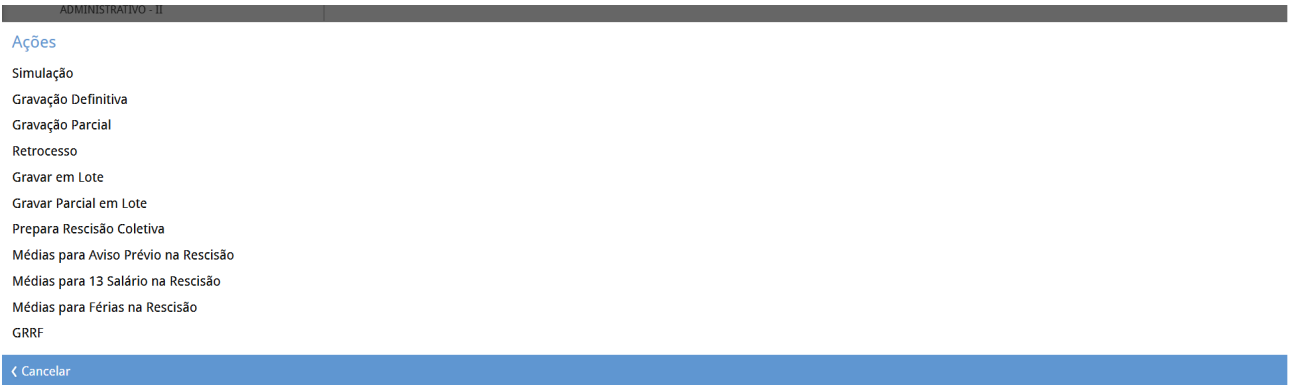 ADMINISTRATIVO - II
Ações
Simulação
Gravação Definitiva
Gravação Parcial
Retrocesso
Gravar em Lote
Gravar Parcial em Lote
Prepara Rescisão Coletiva
Médias para Aviso Prévio na Rescisão
Médias para 13 Salário na Rescisão
Médias para Férias na Rescisão
GRRF
Cancelar